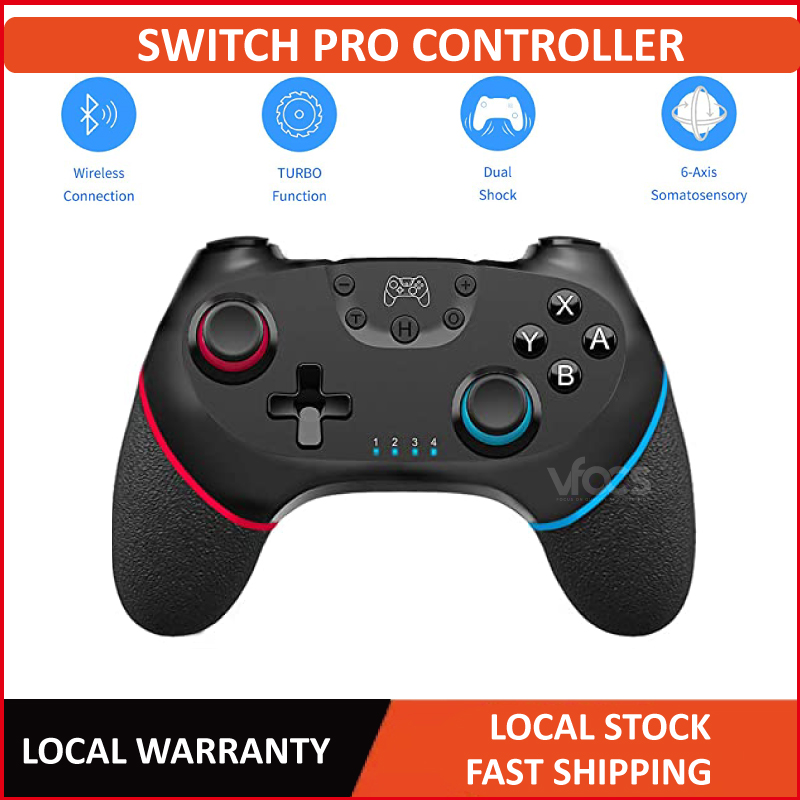 SWITCH PRO CONTROLLER
Wireless
Connection
TURBO
Function
Dual
Shock
6-Axis
Somatosensory
T
H
O
X
Y
A
B
1 2 3 4
LOCAL WARRANTY
LOCAL STOCK
FAST SHIPPING